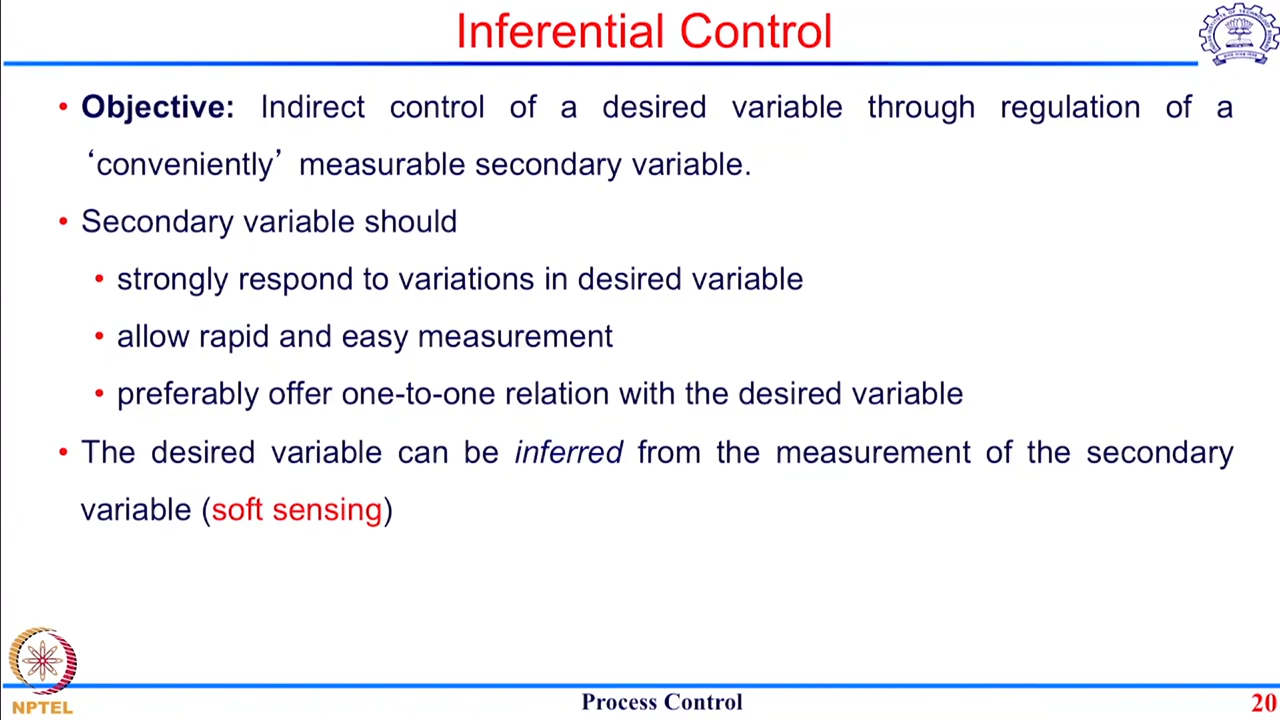 Inferential Control
• Objective: Indirect control of a desired variable through regulation of a
‘conveniently’ measurable secondary variable.
• Secondary variable should
• strongly respond to variations in desired variable
• allow rapid and easy measurement
• preferably offer one-to-one relation with the desired variable
• The desired variable can be inferred from the measurement of the secondary
variable (soft sensing)
NPTEL
Process Control
20